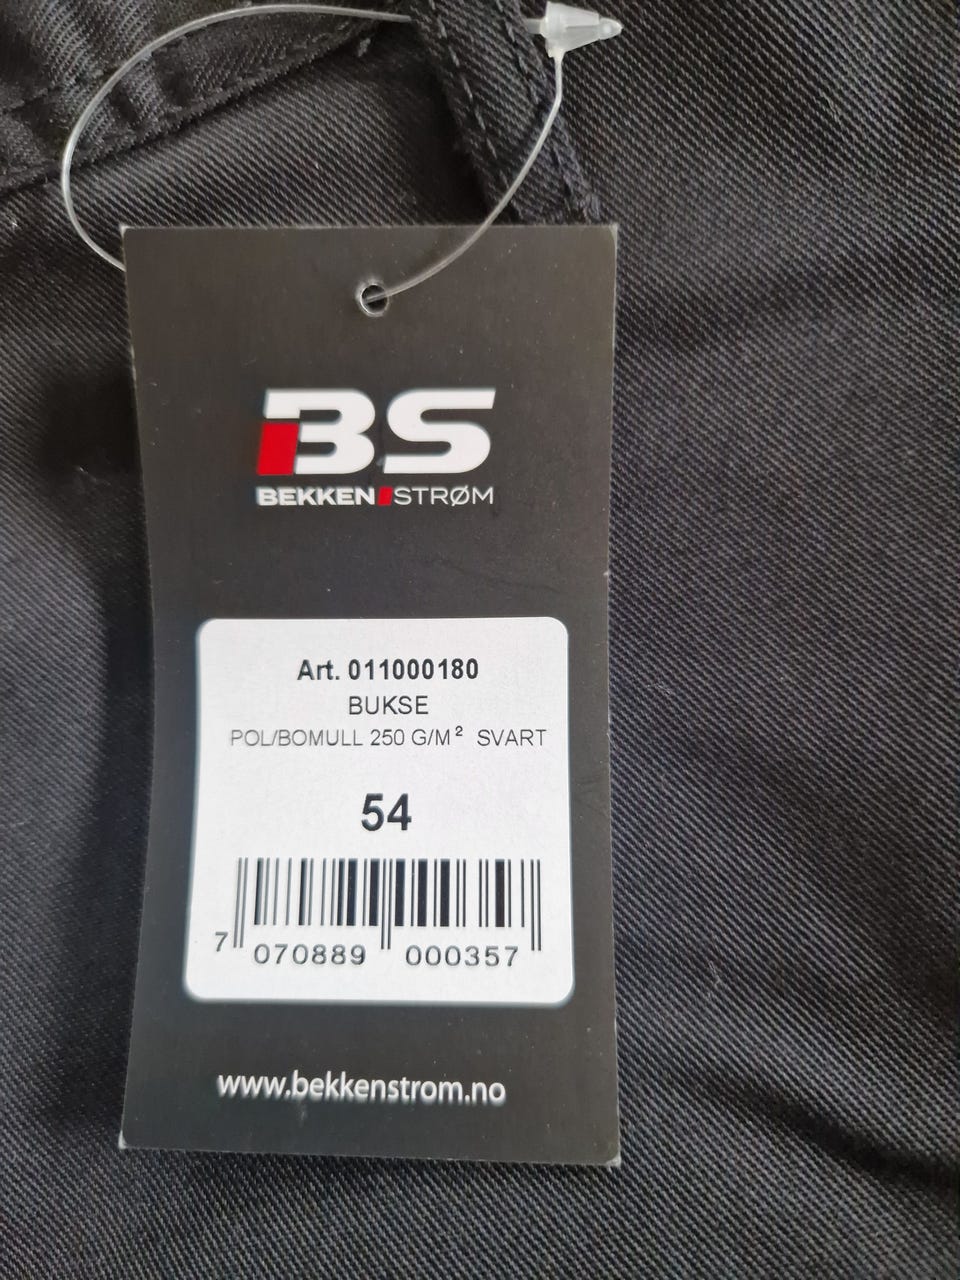 BS
BEKKEN STRØM
Art. 011000180
BUKSE
POL/BOMULL 250 G/M² SVART
54
7 070889 000357
www.bekkenstrom.no